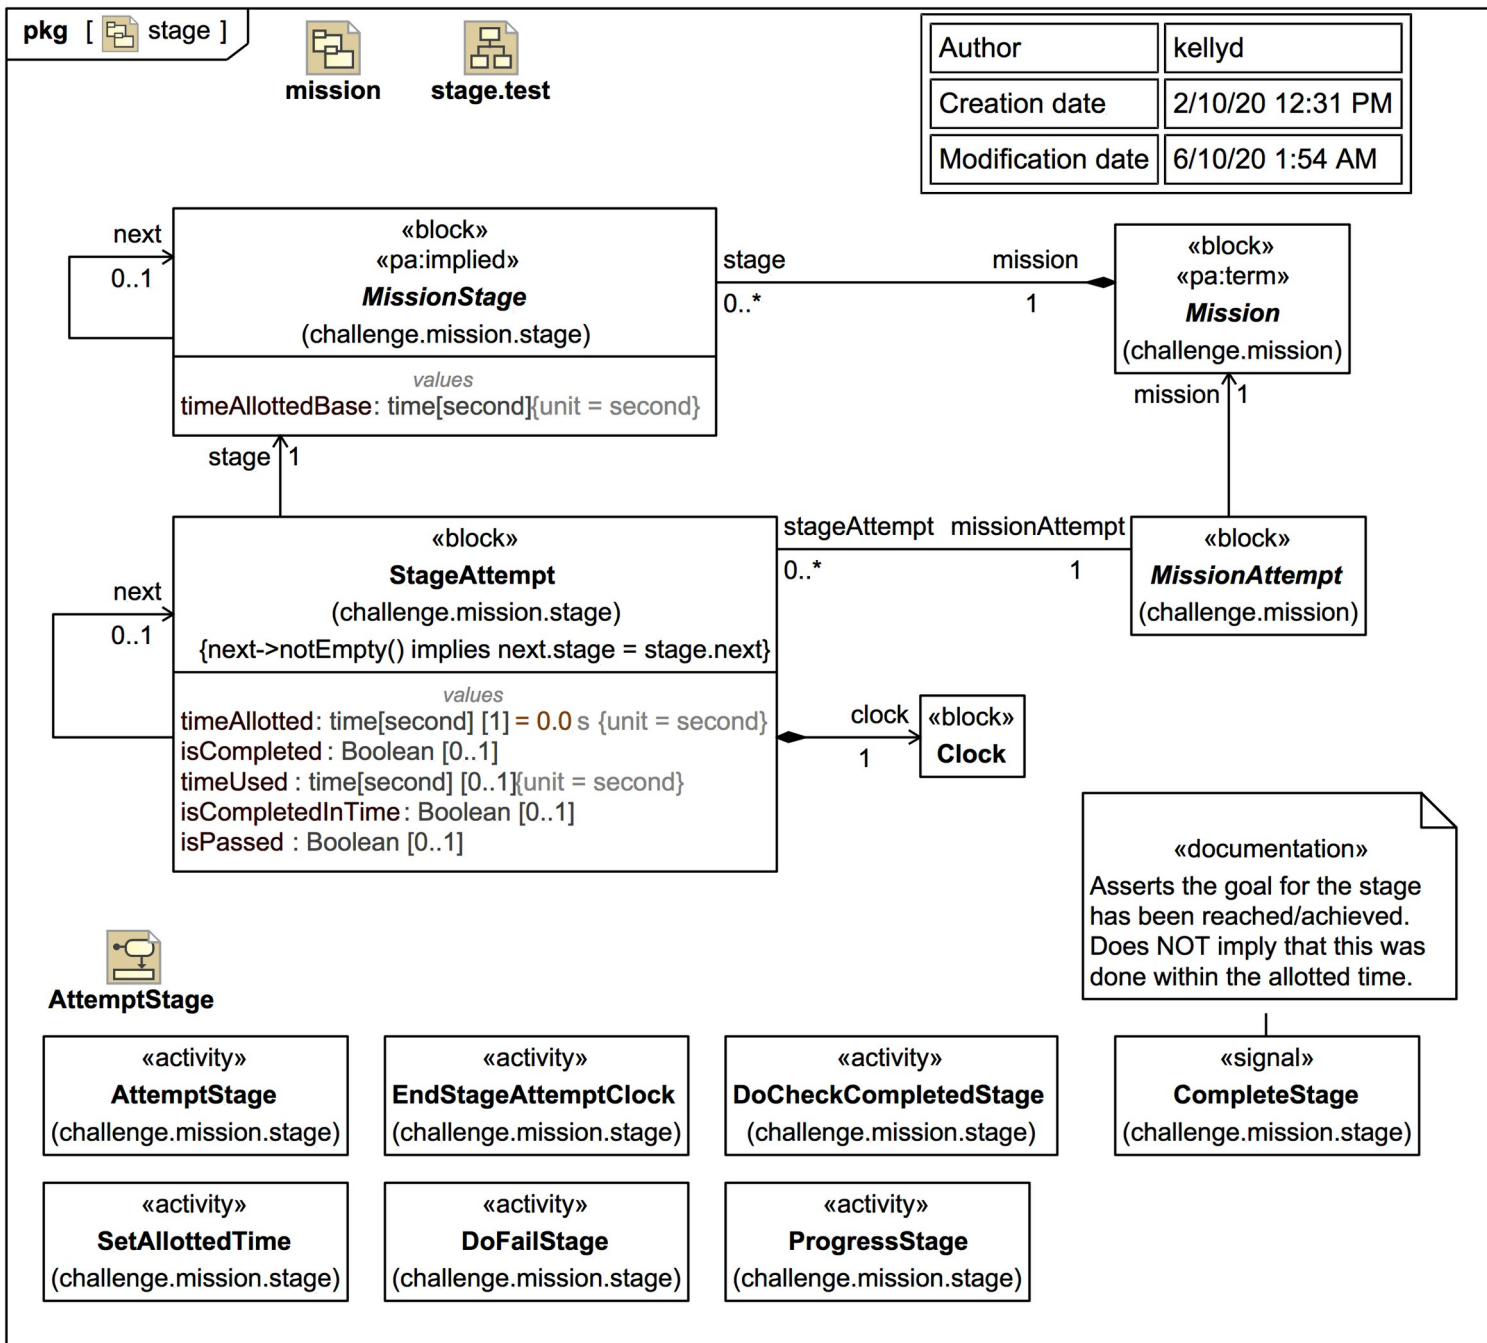 pkg [ stage ]
mission
stage.test
Author kellyd
Creation date 2/10/20 12:31 PM
Modification date 6/10/20 1:54 AM
next
0..1
«block»
«pa:implied»
MissionStage
(challenge.mission.stage)
values
timeAllottedBase: time[second]{unit = second}
stage mission
0..* 1
«block»
«pa:term»
Mission
(challenge.mission)
mission 1
stage 1
next
0..1
«block»
StageAttempt
(challenge.mission.stage)
{next->notEmpty() implies next.stage = stage.next}
values
timeAllotted: time[second] [1] = 0.0 s {unit = second}
isCompleted : Boolean [0..1]
timeUsed : time[second] [0..1]{unit = second}
isCompletedInTime : Boolean [0..1]
isPassed : Boolean [0..1]
stageAttempt missionAttempt
0..* 1
«block»
MissionAttempt
(challenge.mission)
clock
1
«block»
Clock
«documentation»
Asserts the goal for the stage
has been reached/achieved.
Does NOT imply that this was
done within the allotted time.
AttemptStage
«activity»
AttemptStage
(challenge.mission.stage)
«activity»
EndStageAttemptClock
(challenge.mission.stage)
«activity»
DoCheckCompletedStage
(challenge.mission.stage)
«signal»
CompleteStage
(challenge.mission.stage)
«activity»
SetAllottedTime
(challenge.mission.stage)
«activity»
DoFailStage
(challenge.mission.stage)
«activity»
ProgressStage
(challenge.mission.stage)